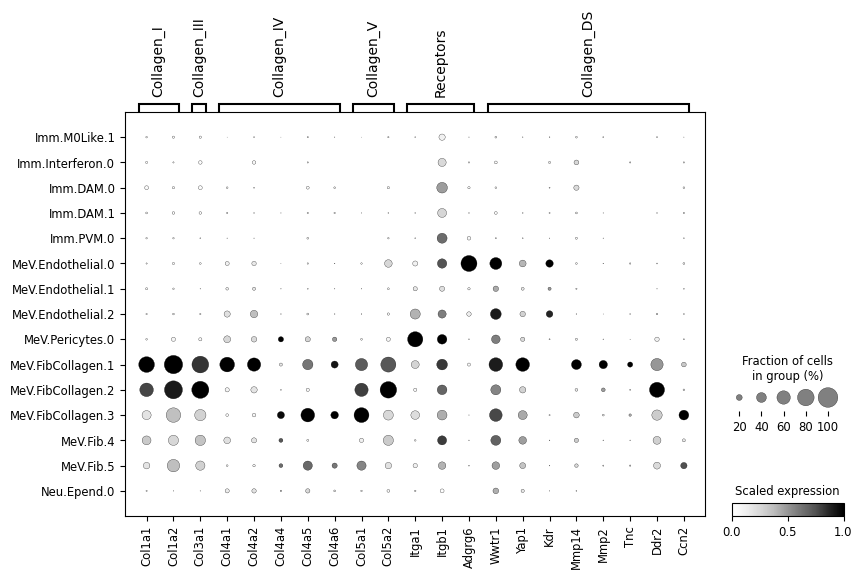 Collagen_I
Collagen_III
Collagen_IV
Collagen_V
Receptors
Collagen_DS
Imm.M0Like.1
Imm.Interferon.0
Imm.DAM.0
Imm.DAM.1
Imm.PVM.0
MeV.Endothelial.0
MeV.Endothelial.1
MeV.Endothelial.2
MeV.Pericytes.0
MeV.FibCollagen.1
MeV.FibCollagen.2
MeV.FibCollagen.3
MeV.Fib.4
MeV.Fib.5
Neu.Epend.0
Col1a1
Col1a2
Col3a1
Col4a1
Col4a2
Col4a4
Col4a5
Col4a6
Col5a1
Col5a2
Itga1
Itgb1
Adgrg6
Wwtr1
Yap1
Kdr
Mmp14
Mmp2
Tnc
Ddr2
Ccn2
Fraction of cells
in group (%)
20 40 60 80 100
Scaled expression
0.0 0.5 1.0